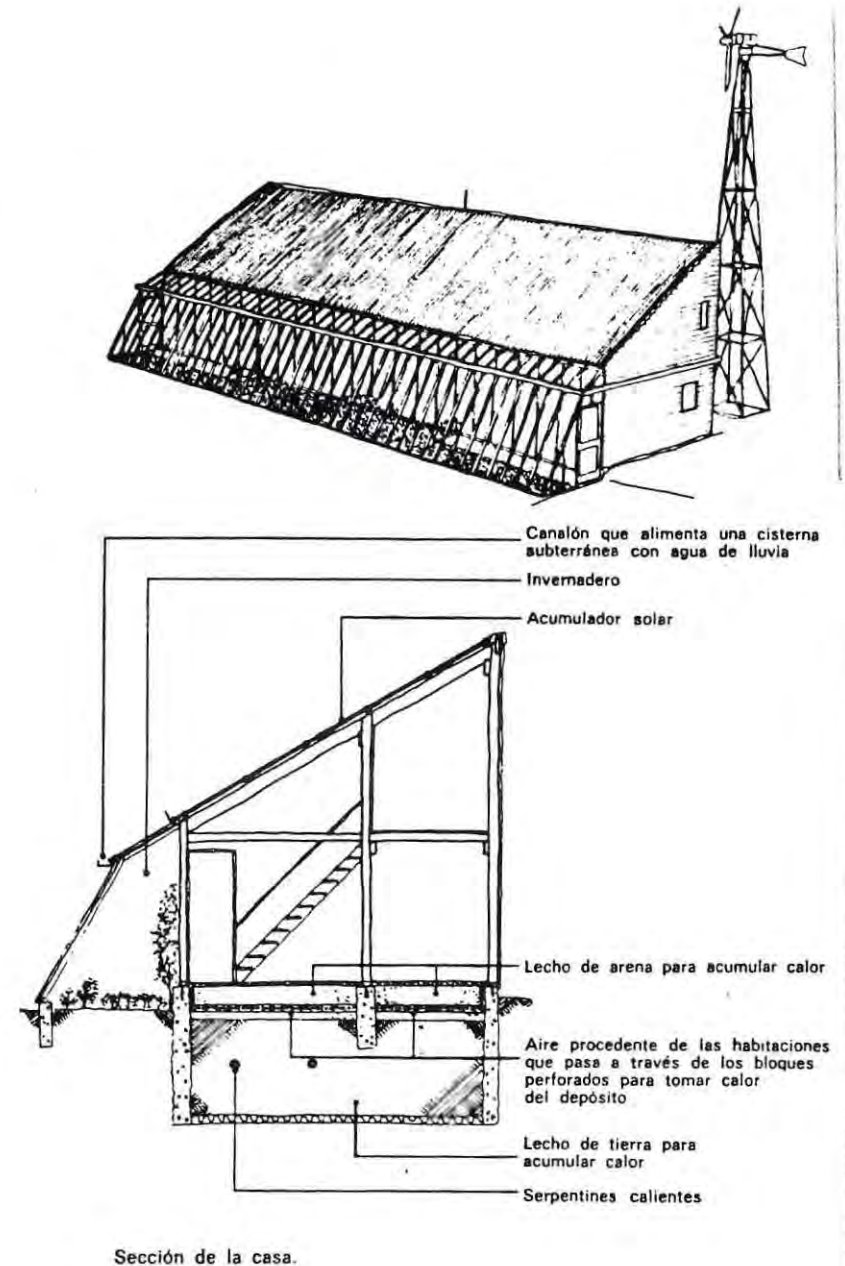 Canalón que alimenta una cisterna
subterránea con agua de lluvia
Invernadero
Acumulador solar
Lecho de arena para acumular calor
Aire procedente de las habitaciones
que pasa a través de los bloques
perforados para tomar calor
del depósito
Lecho de tierra para
acumular calor
Serpentines calientes
Sección de la casa.